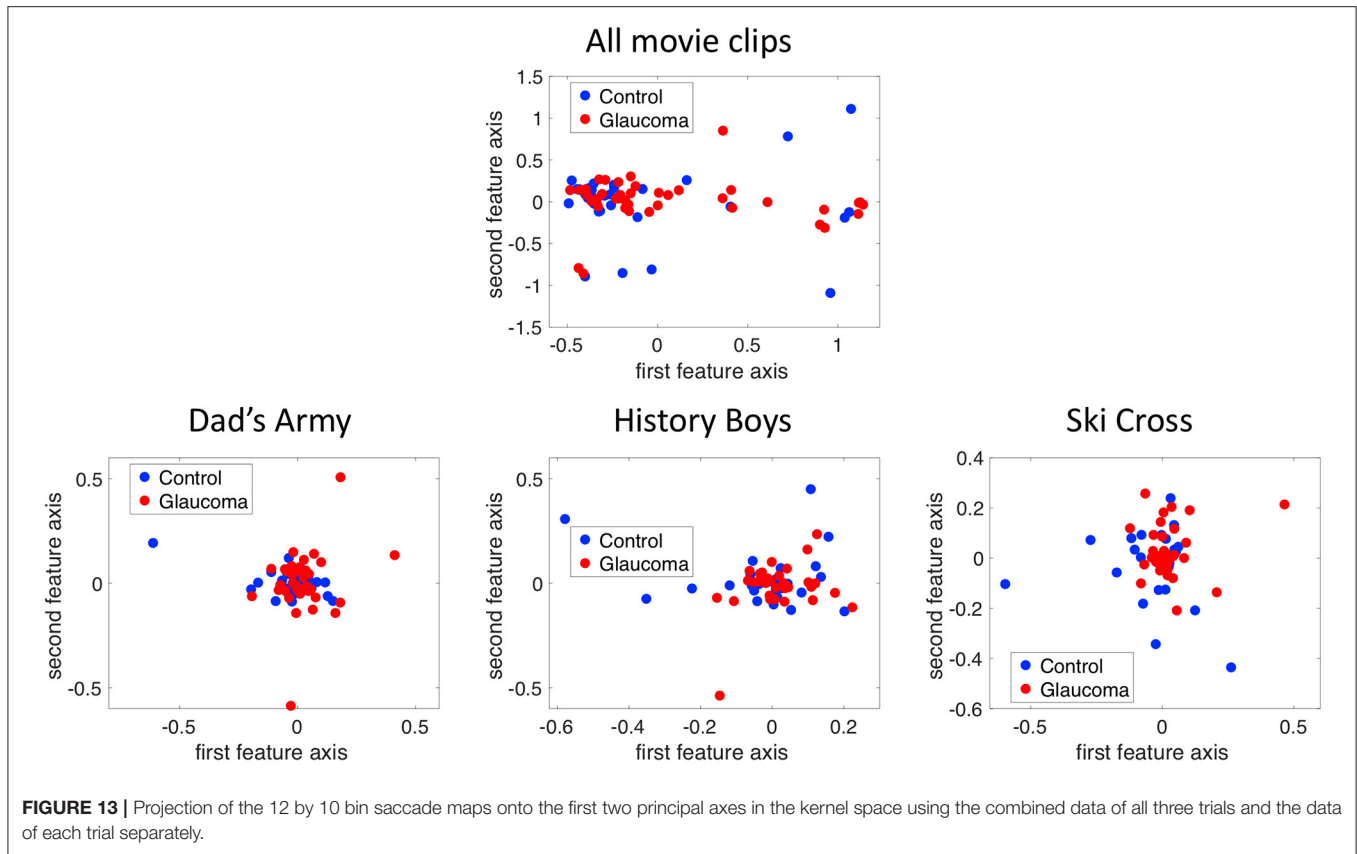 All movie clips
1.5
1
0.5
0
-0.5
-1
-1.5
second feature axis
Control
Glaucoma
-0.5 0 0.5 1
first feature axis
Dad's Army
0.5
0
-0.5
second feature axis
Control
Glaucoma
-0.5 0 0.5
first feature axis
History Boys
0.5
0
-0.5
second feature axis
Control
Glaucoma
-0.6 -0.4 -0.2 0 0.2
first feature axis
Ski Cross
0.4
0.2
0
-0.2
-0.4
-0.6
second feature axis
Control
Glaucoma
-0.5 0 0.5
first feature axis
FIGURE 13 | Projection of the 12 by 10 bin saccade maps onto the first two principal axes in the kernel space using the combined data of all three trials and the data
of each trial separately.